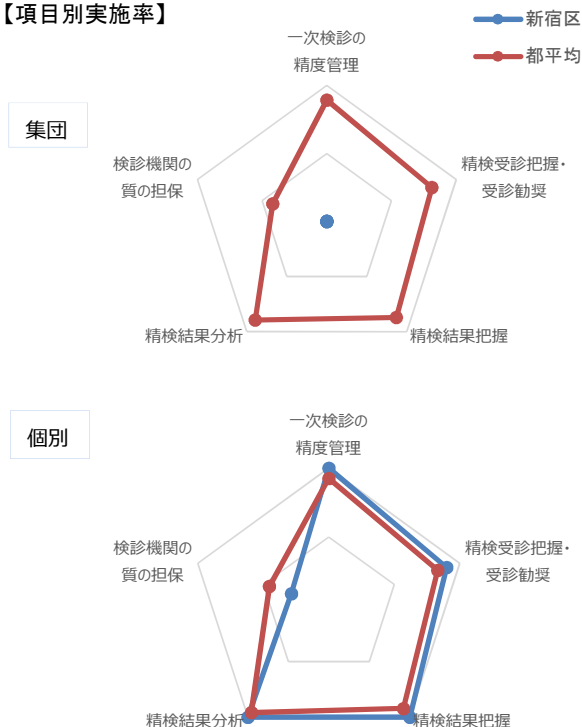 【項目別実施率】
新宿区
都平均
集団
一次検診の
精度管理
精検受診把握・
受診勧奨
精検結果把握
精検結果分析
検診機関の
質の担保
個別
一次検診の
精度管理
精検受診把握・
受診勧奨
精検結果把握
精検結果分析
検診機関の
質の担保